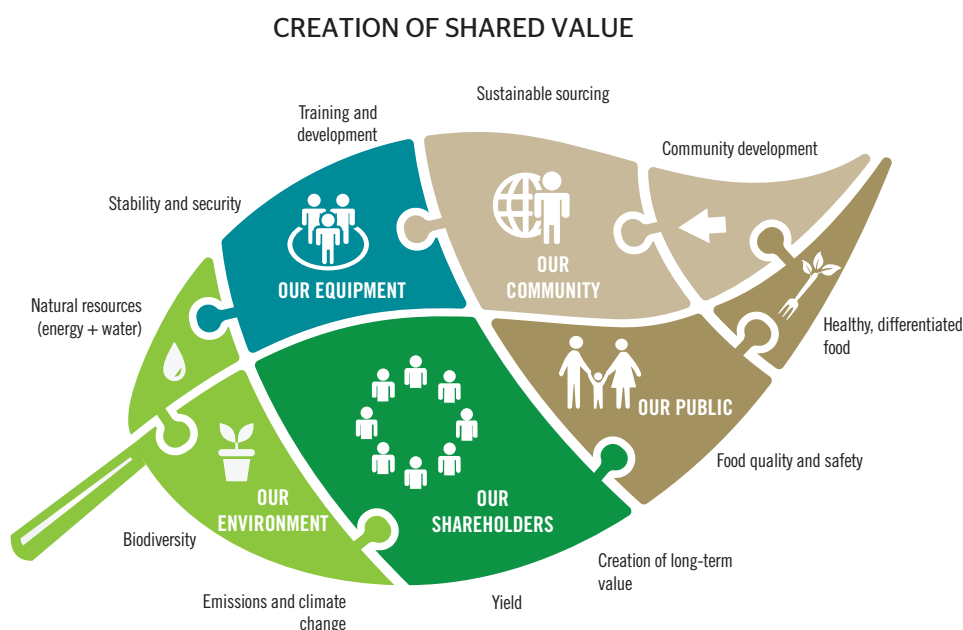 CREATION OF SHARED VALUE
Sustainable sourcing
Training and
development
Community development
Stability and security
OUR EQUIPMENT
OUR
COMMUNITY
Natural resources
(energy + water)
Healthy, differentiated
food
OUR PUBLIC
Food quality and safety
OUR
ENVIRONMENT
OUR
SHAREHOLDERS
Biodiversity
Creation of long-term
value
Emissions and climate
change
Yield